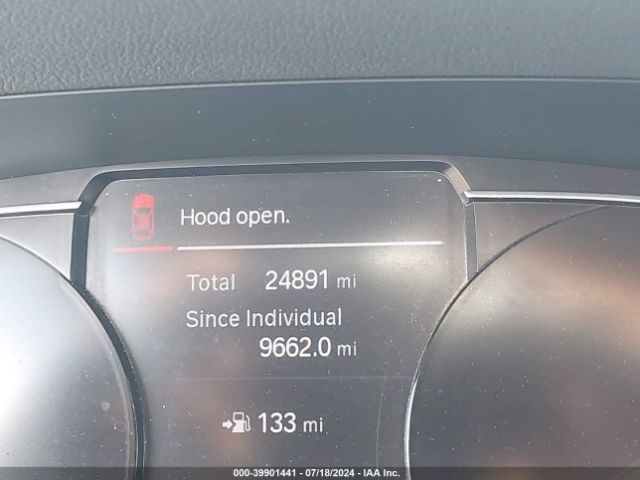 Hood open.
Total 24891 mi
Since Individual
9662.0 mi
133 mi
000-39901441 - 07/18/2024 - IAA Inc.